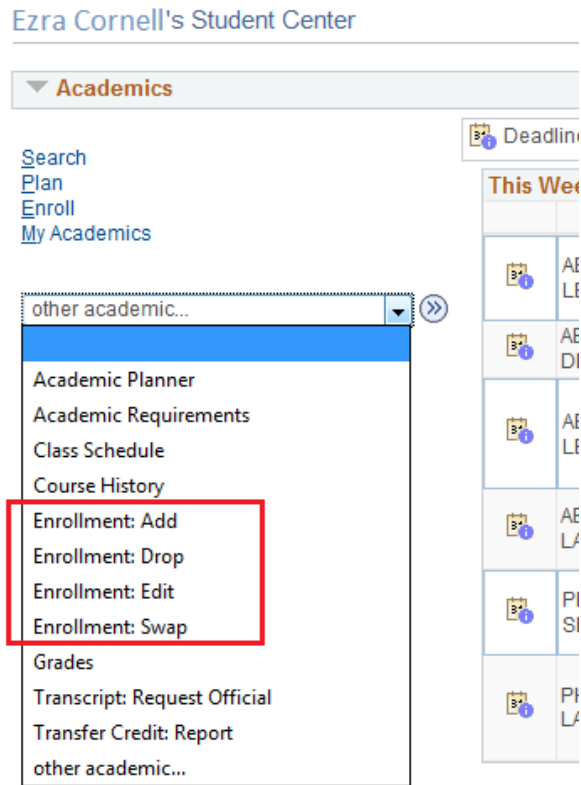 Ezra Cornell's Student Center
Academics
Search
Plan
Enroll
My Academics
other academic...
Academic Planner
Academic Requirements
Class Schedule
Course History
Enrollment: Add
Enrollment: Drop
Enrollment: Edit
Enrollment: Swap
Grades
Transcript: Request Official
Transfer Credit: Report
other academic...
This